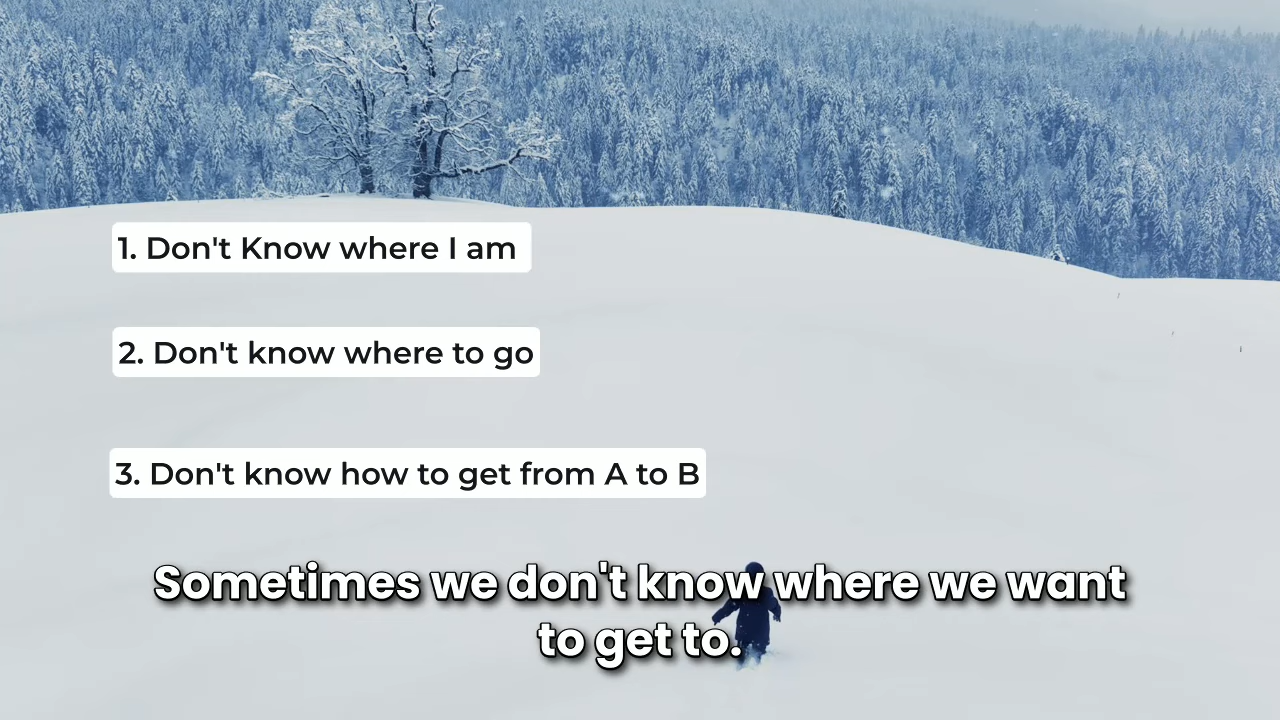 1. Don't Know where I am
2. Don't know where to go
3. Don't know how to get from A to B
Sometimes we don't know where we want
to get to.